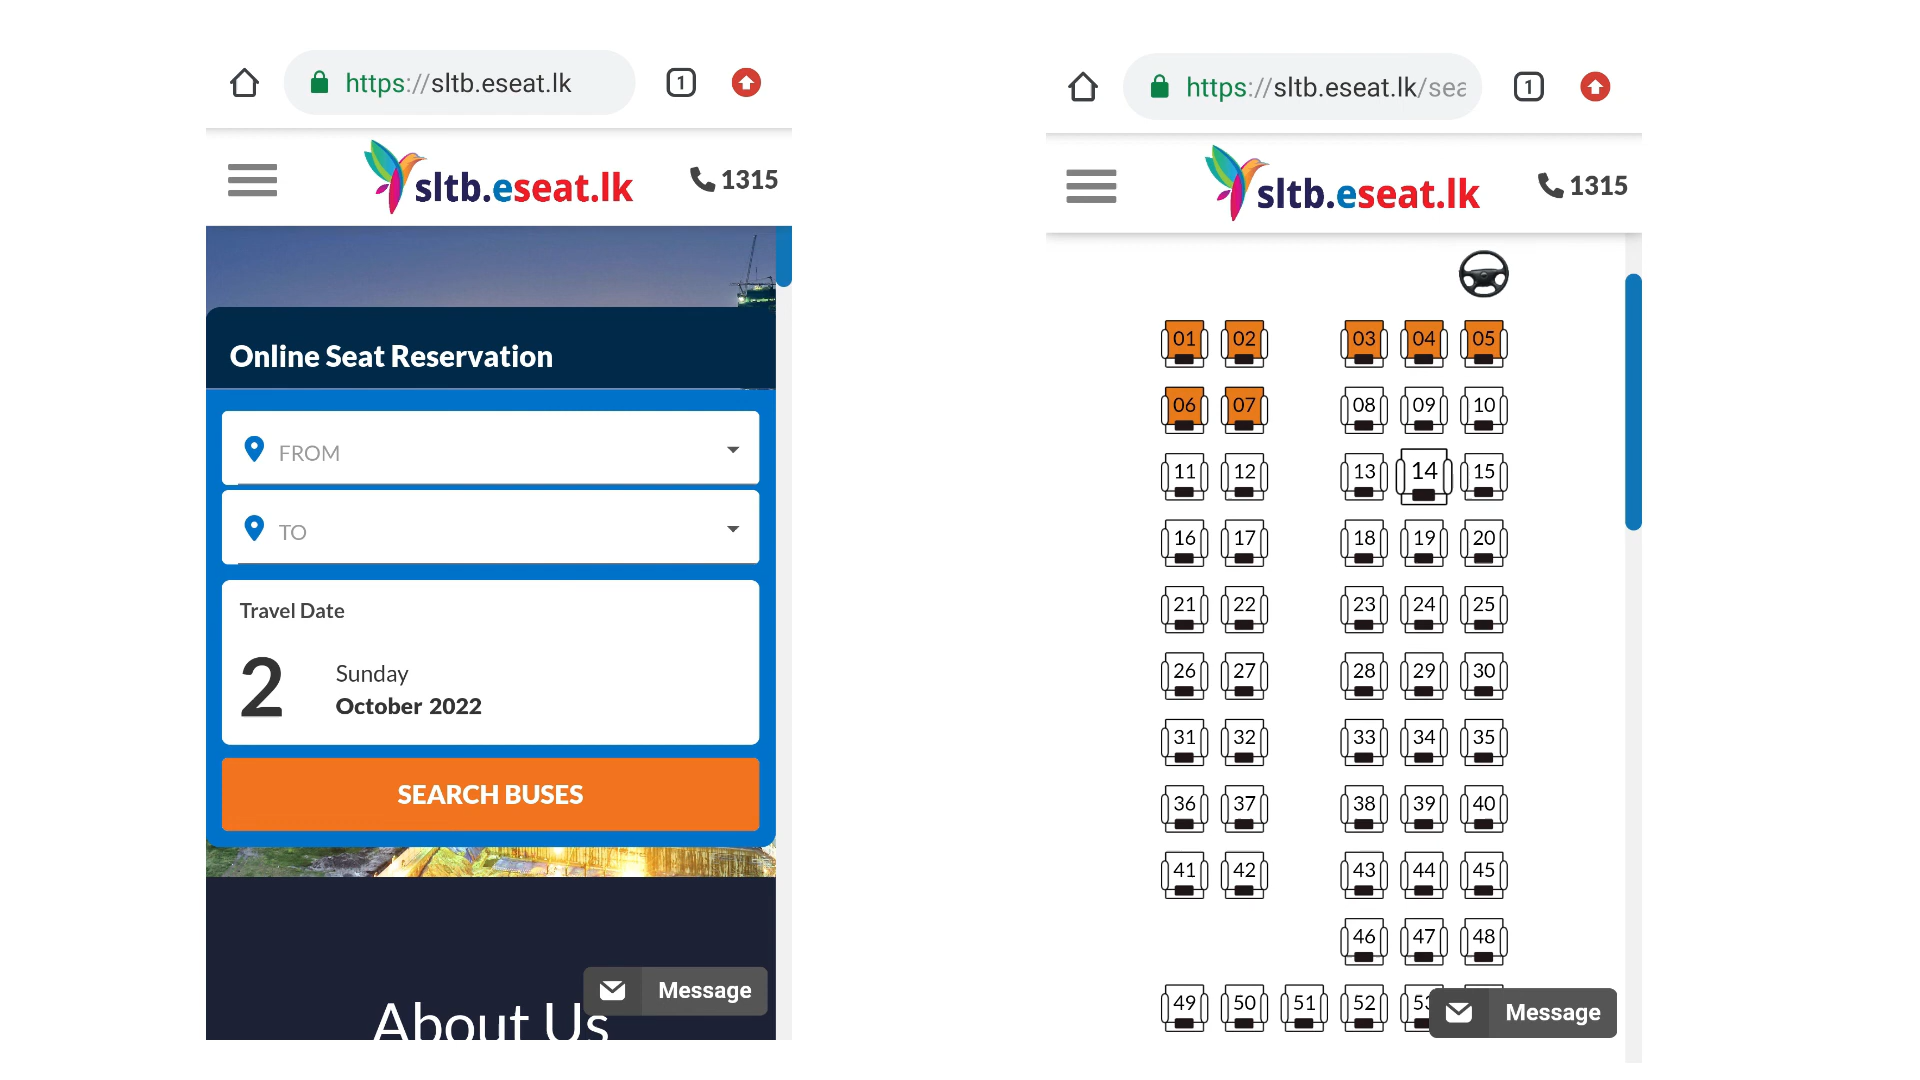 https://sltb.eseat.lk
1
sltb.eseat.lk
1315
Online Seat Reservation
FROM
TO
Travel Date
2
Sunday
October 2022
SEARCH BUSES
Message
About Us
https://sltb.eseat.lk/sea
1
sltb.eseat.lk
1315
01 02 03 04 05
06 07 08 09 10
11 12 13 14 15
16 17 18 19 20
21 22 23 24 25
26 27 28 29 30
31 32 33 34 35
36 37 38 39 40
41 42 43 44 45
46 47 48
49 50 51 52 53
Message